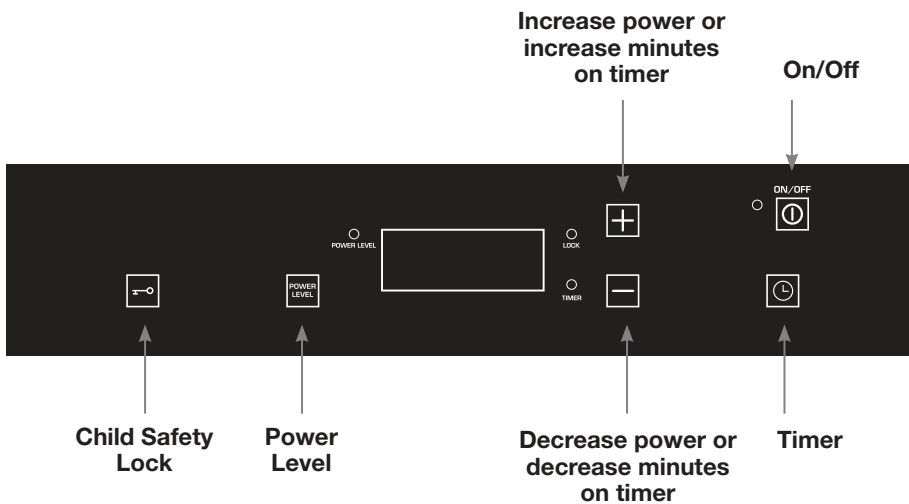 Increase power or
increase minutes
on timer
On/Off
ON/OFF
POWER LEVEL
LOCK
POWER
LEVEL
TIMER
Child Safety
Lock
Power
Level
Decrease power or
decrease minutes
on timer
Timer